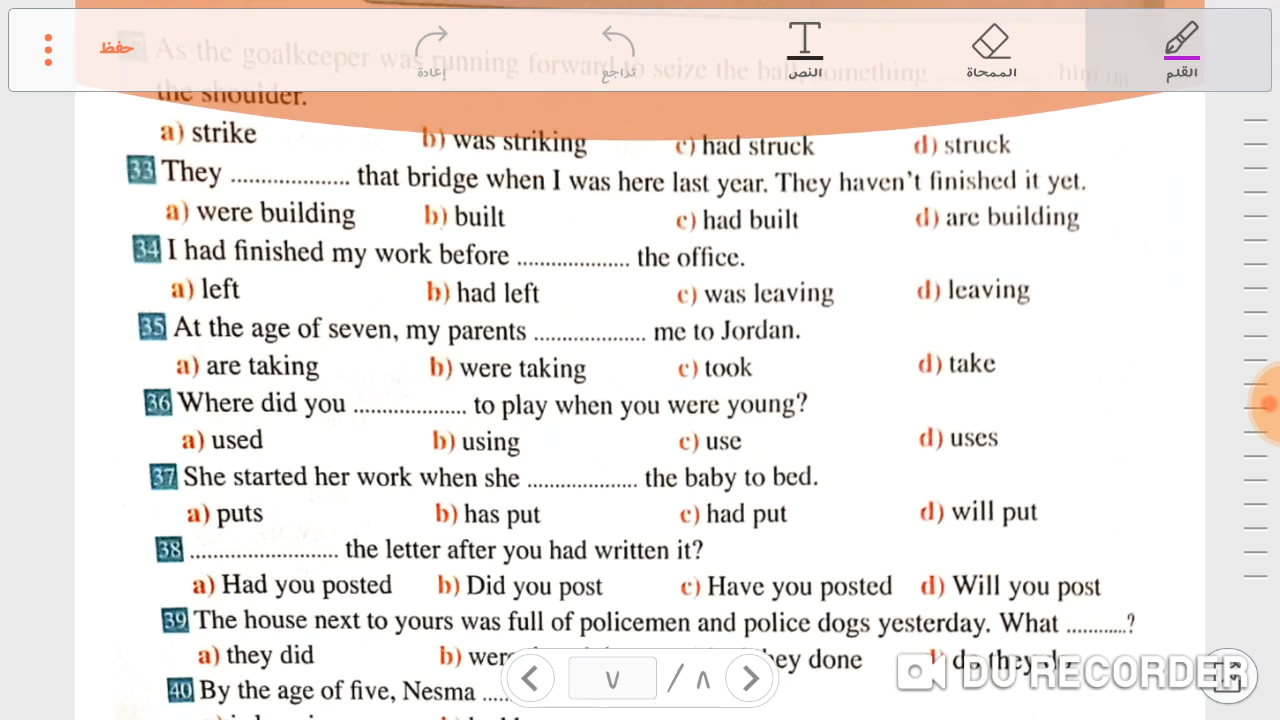 حفظ
إعادة
تراجع
النص
الممحاة
القلم
As the goalkeeper was running forward to seize the ball, something him on
the shoulder.
a) strike b) was striking c) had struck d) struck
33 They .................... that bridge when I was here last year. They haven't finished it yet.
a) were building b) built c) had built d) are building
34 I had finished my work before .................... the office.
a) left b) had left c) was leaving d) leaving
35 At the age of seven, my parents .................... me to Jordan.
a) are taking b) were taking c) took d) take
36 Where did you .................... to play when you were young?
a) used b) using c) use d) uses
37 She started her work when she .................... the baby to bed.
a) puts b) has put c) had put d) will put
38 .......................... the letter after you had written it?
a) Had you posted b) Did you post c) Have you posted d) Will you post
39 The house next to yours was full of policemen and police dogs yesterday. What ............?
a) they did b) they done do they do
40 By the age of five, Nesma .....
٧ / ٨
DU RECORDER